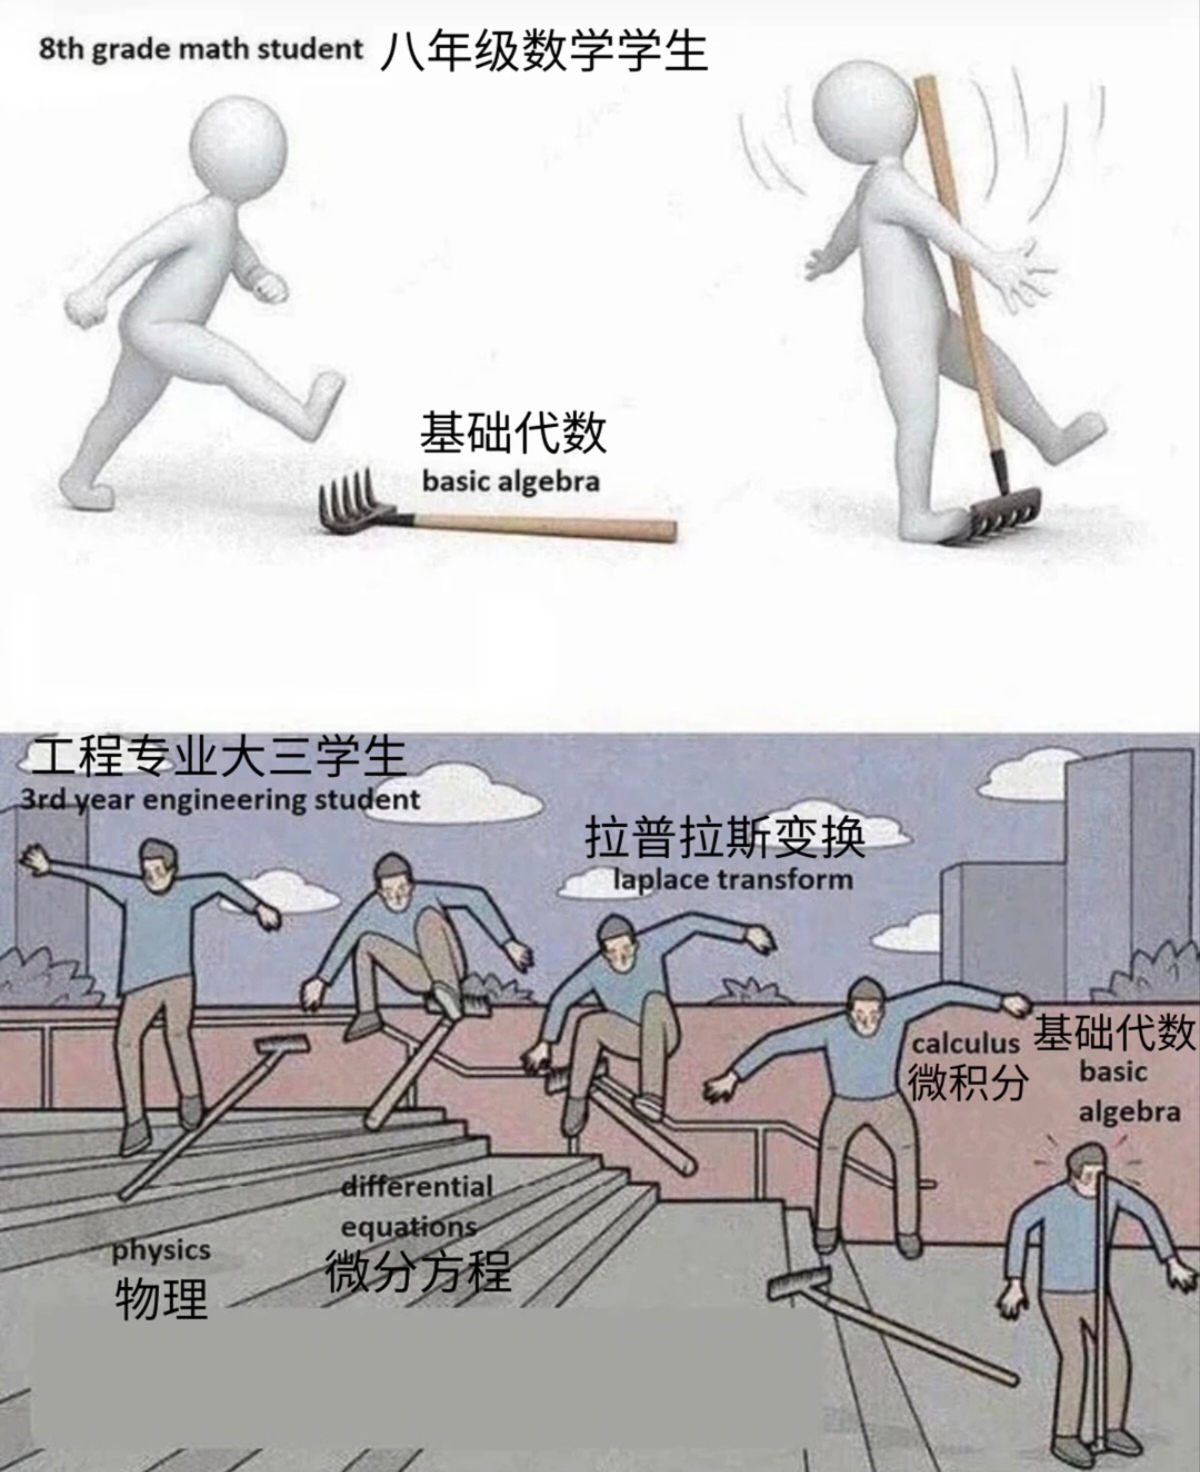 8th grade math student 八年级数学学生
基础代数
basic algebra
工程专业大三学生
3rd year engineering student
拉普拉斯变换
laplace transform
calculus
微积分
基础代数
basic
algebra
differential
equations
微分方程
physics
物理